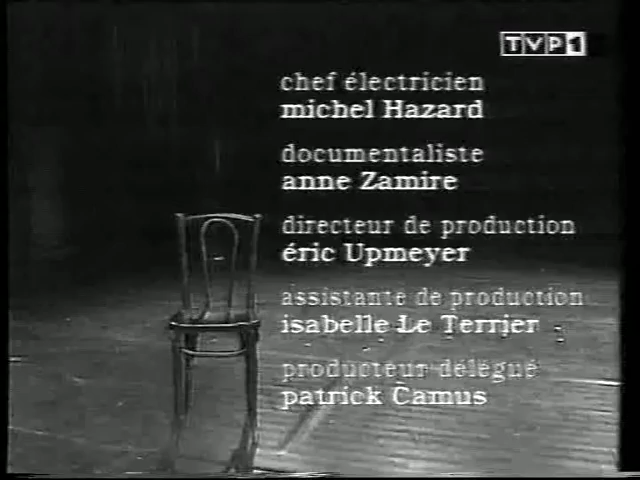 TVP1
chef électricien
michel Hazard
documentaliste
anne Zamire
directeur de production
éric Upmeyer
assistante de production
isabelle Le Terrier
producteur délégué
patrick Camus